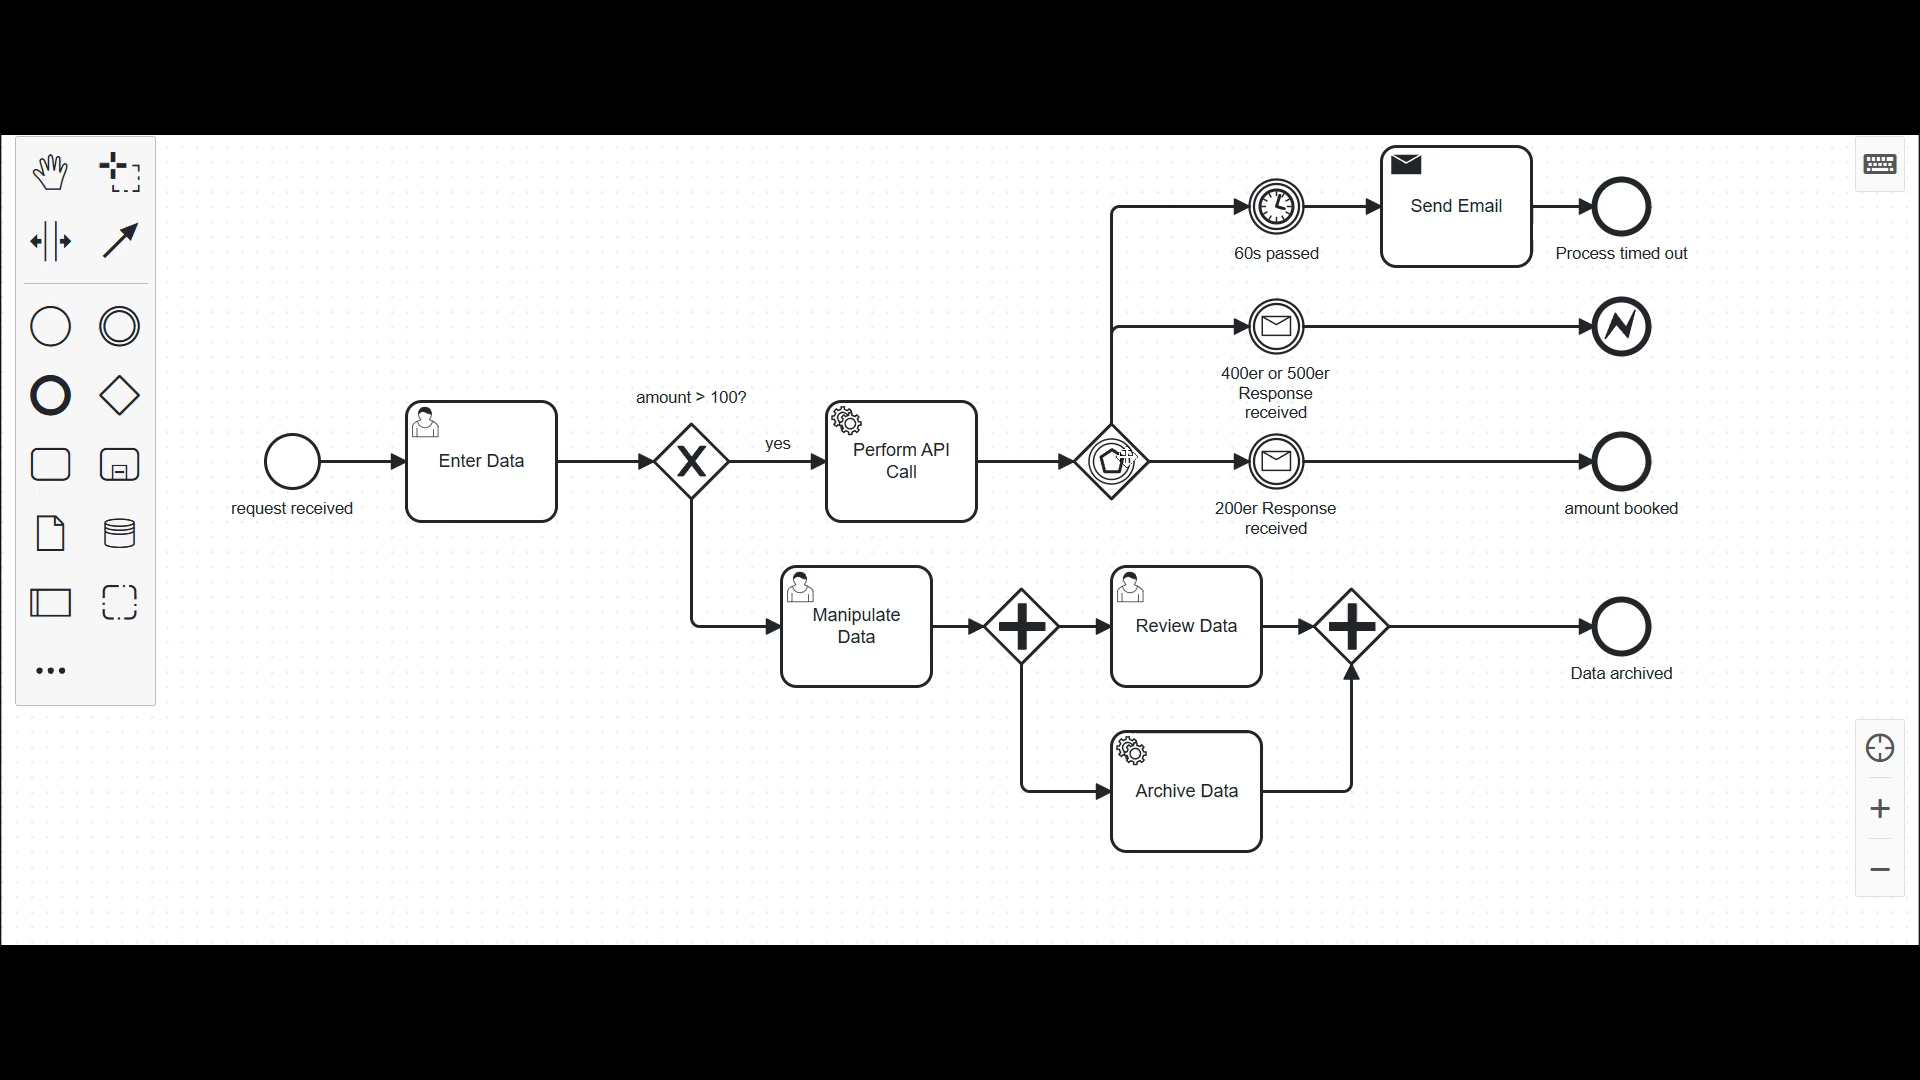 Send Email
60s passed
Process timed out
400er or 500er
Response
received
amount > 100?
yes
Enter Data
Perform API
Call
request received
200er Response
received
amount booked
Manipulate
Data
Review Data
Data archived
Archive Data